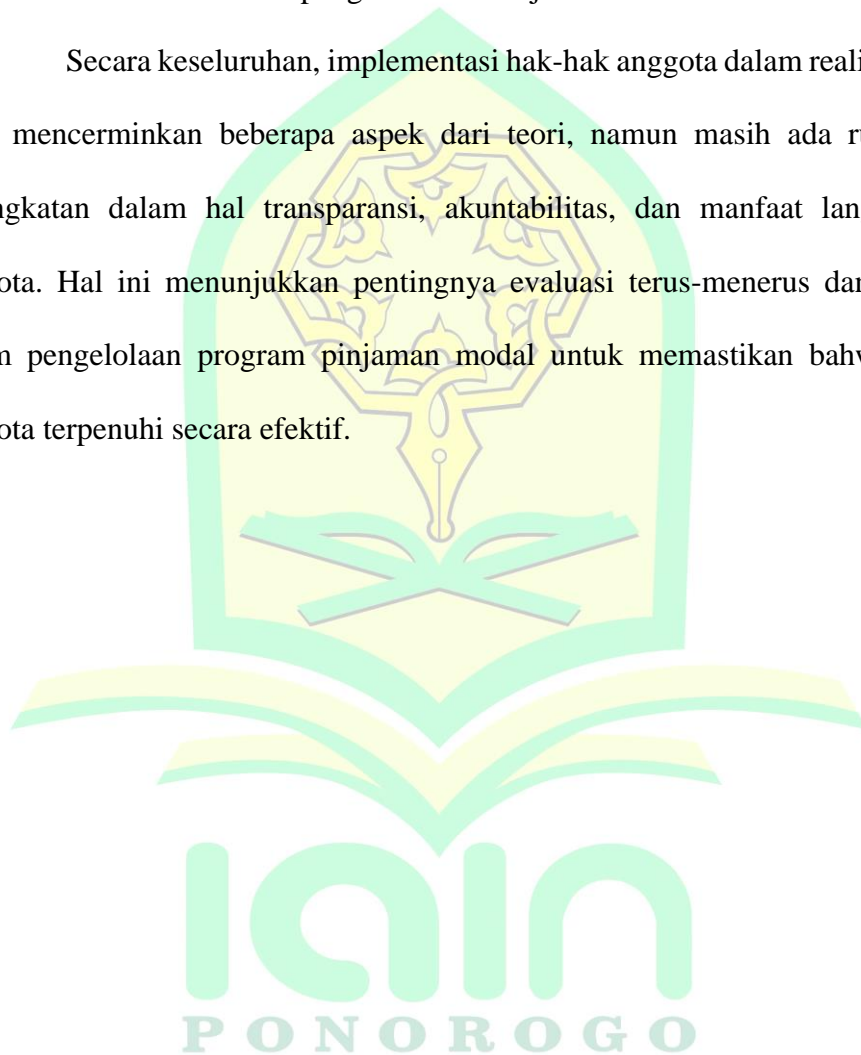 Secara keseluruhan, implementasi hak-hak anggota dalam reali
mencerminkan beberapa aspek dari teori, namun masih ada
ngkatan dalam hal transparansi, akuntabilitas, dan manfaat lan
ota. Hal ini menunjukkan pentingnya evaluasi terus-menerus dan
pengelolaan program pinjaman modal untuk memastikan bahw
ota terpenuhi secara efektif.
iain
PONOROGO